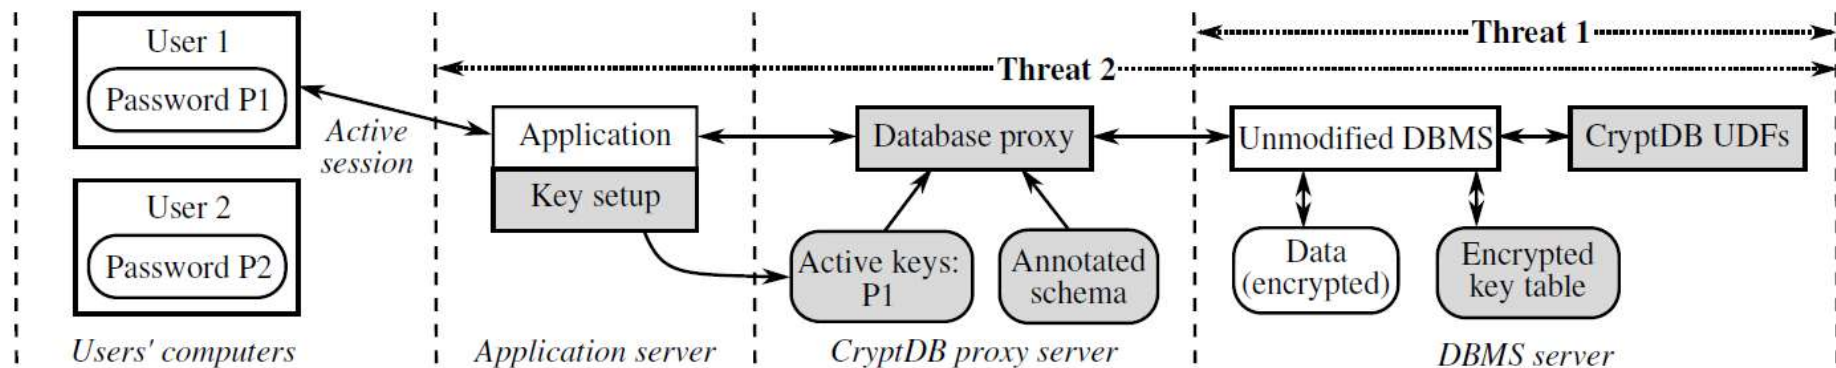 User 1
Password P1
User 2
Password P2
Users' computers
Active
session
Threat 1
Threat 2
Application
Key setup
Application server
Database proxy
Active keys:
P1
Annotated
schema
CryptDB proxy server
Unmodified DBMS
CryptDB UDFs
Data
(encrypted)
Encrypted
key table
DBMS server